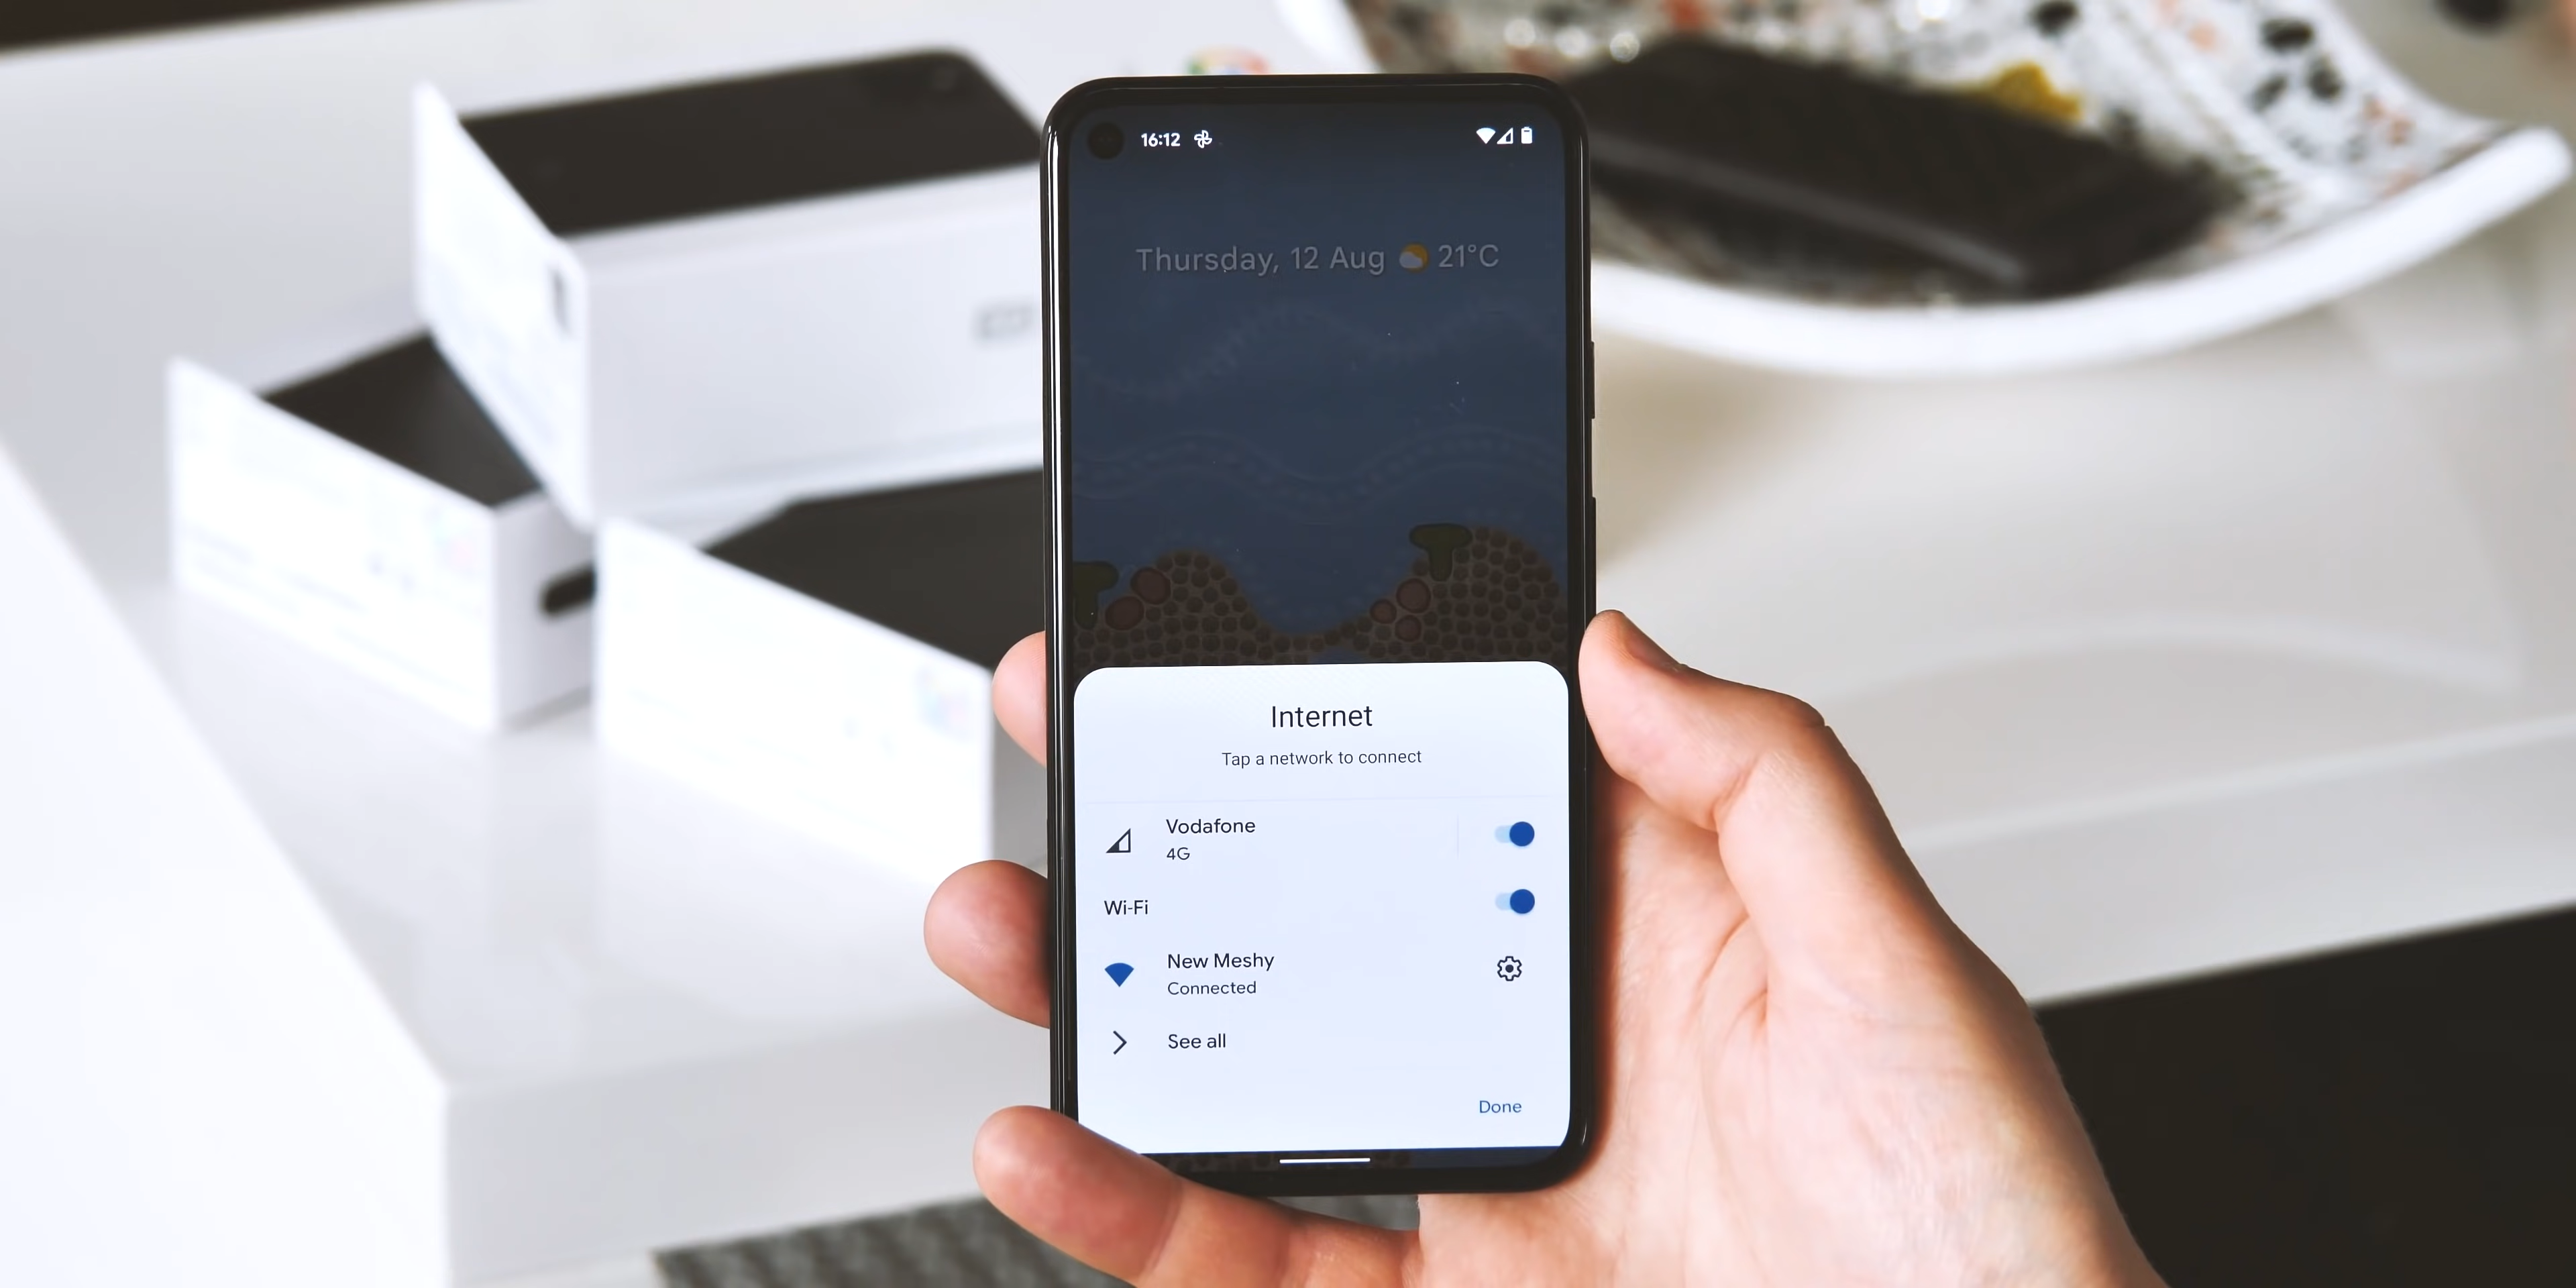 16:12
Thursday, 12 Aug 21°C
Internet
Tap a network to connect
Vodafone
4G
Wi-Fi
New Meshy
Connected
See all
Done